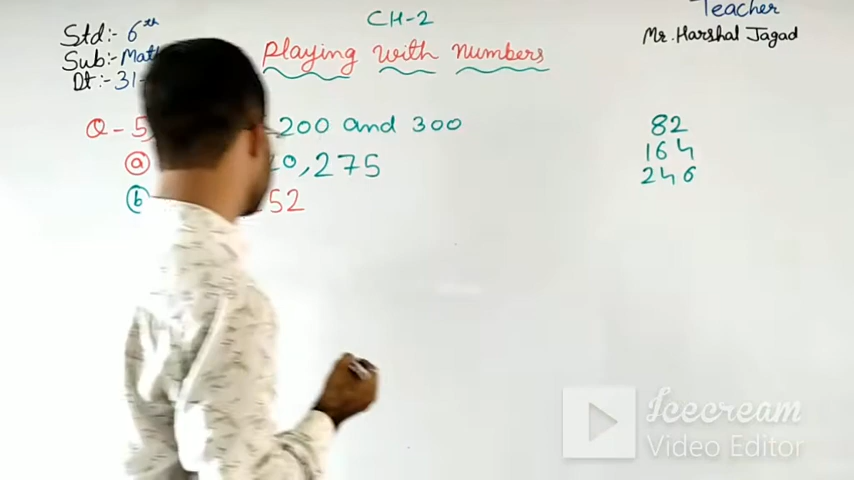 CH-2
Teacher
Std:- 6th
Sub:- Math
Playing with numbers
Mr. Harshal Jagad
Dt:- 31-
Q-5 200 and 300
82
a 0,275
164
b 52
246
Icecream
Video Editor